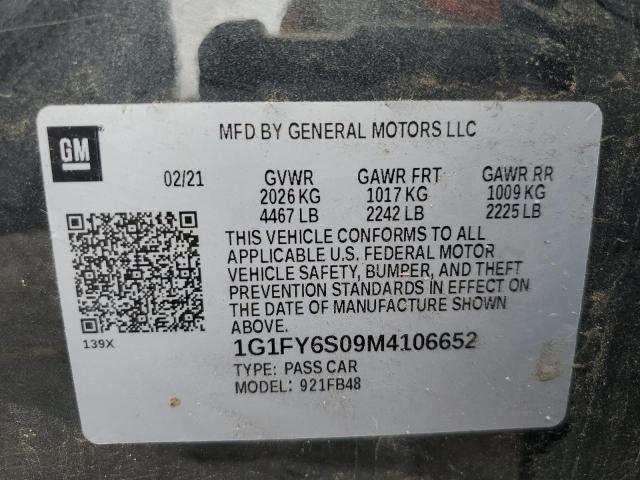 GM
MFD BY GENERAL MOTORS LLC
02/21 GVWR GAWR FRT GAWR RR
2026 KG 1017 KG 1009 KG
4467 LB 2242 LB 2225 LB
THIS VEHICLE CONFORMS TO ALL
APPLICABLE U.S. FEDERAL MOTOR
VEHICLE SAFETY, BUMPER, AND THEFT
PREVENTION STANDARDS IN EFFECT ON
THE DATE OF MANUFACTURE SHOWN
ABOVE.
139X
1G1FY6S09M4106652
TYPE: PASS CAR
MODEL: 921FB48